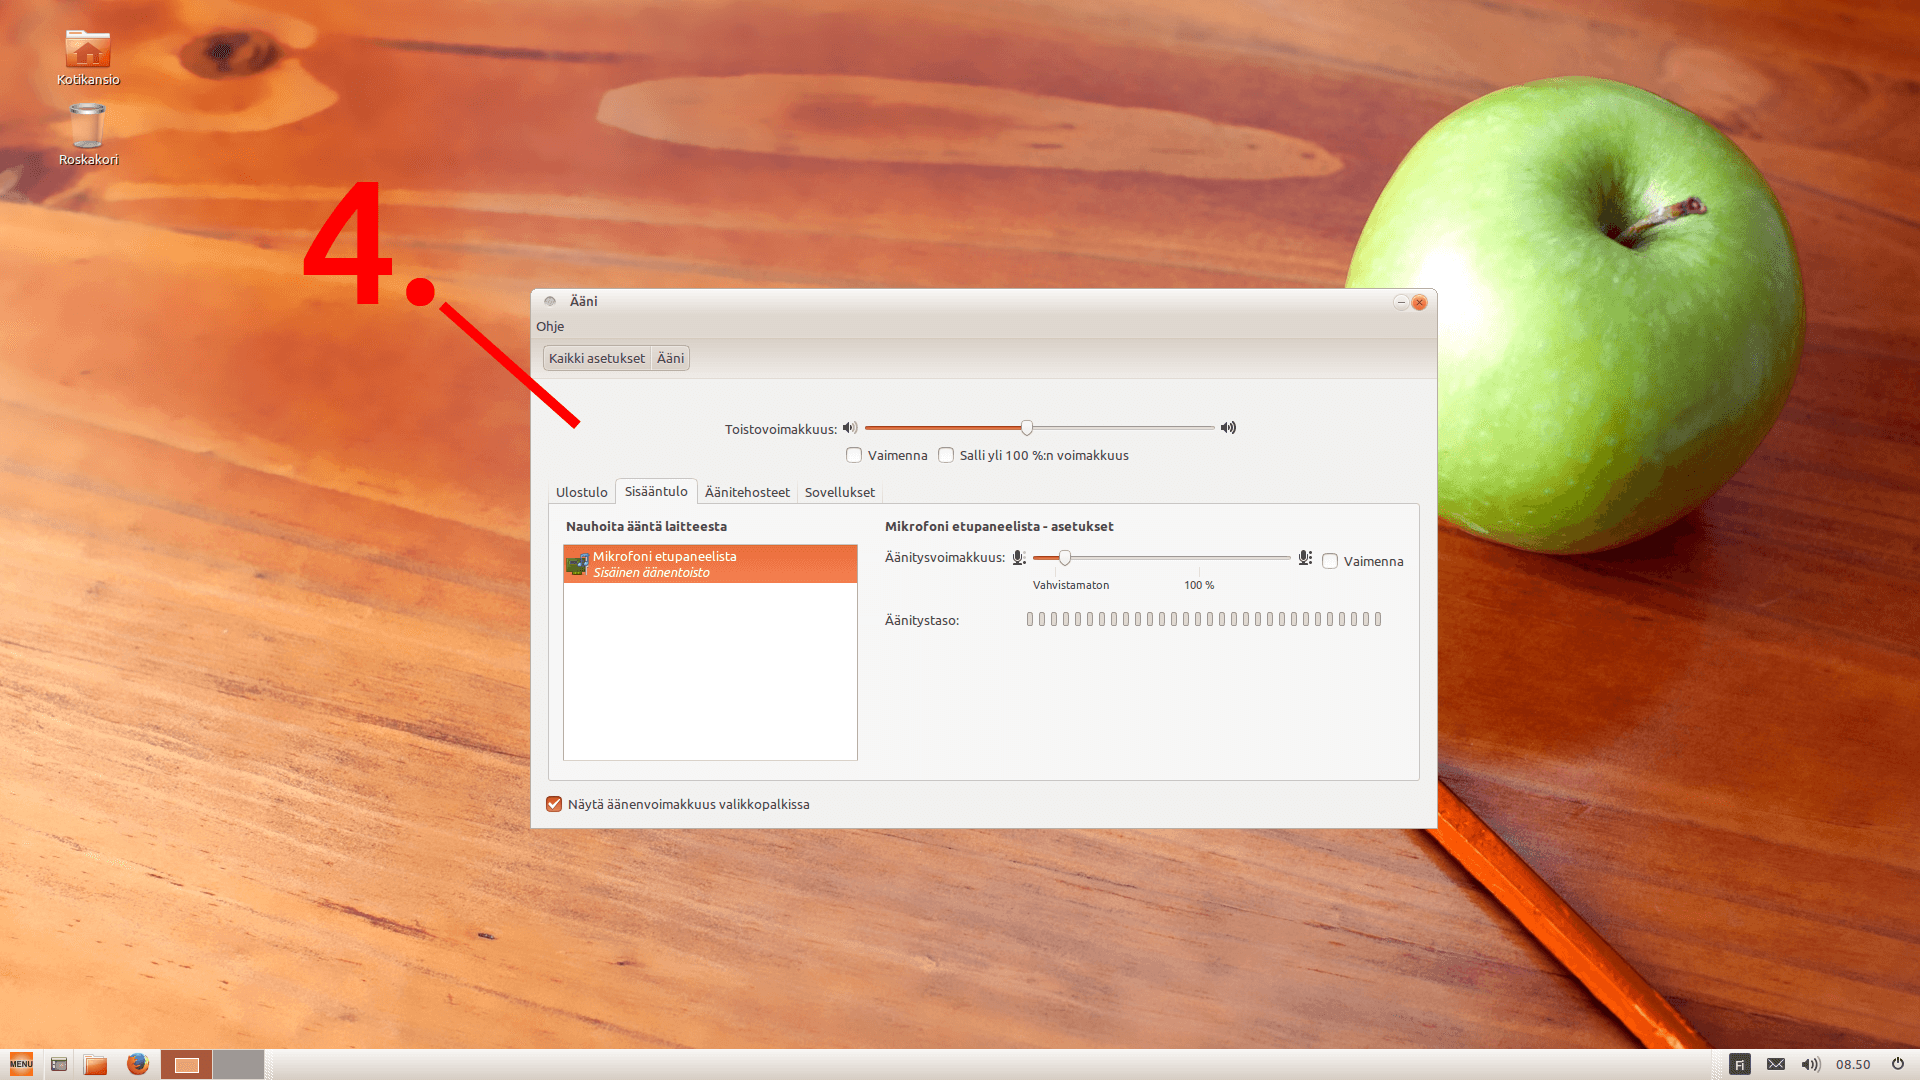 Kotikansio
Roskakori
4.
Ääni
Ohje
Kaikki asetukset Ääni
Toistovoimakkuus:
Vaimenna Salli yli 100 %:n voimakkuus
Ulostulo Sisääntulo Äänitehosteet Sovellukset
Nauhoita ääntä laitteesta
Mikrofoni etupaneelista
Sisäinen äänentoisto
Mikrofoni etupaneelista - asetukset
Äänitysvoimakkuus: Vaimenna
Vahvistamaton 100 %
Äänitystaso:
Näytä äänenvoimakkuus valikkopalkissa
MENU
Fi 08.50